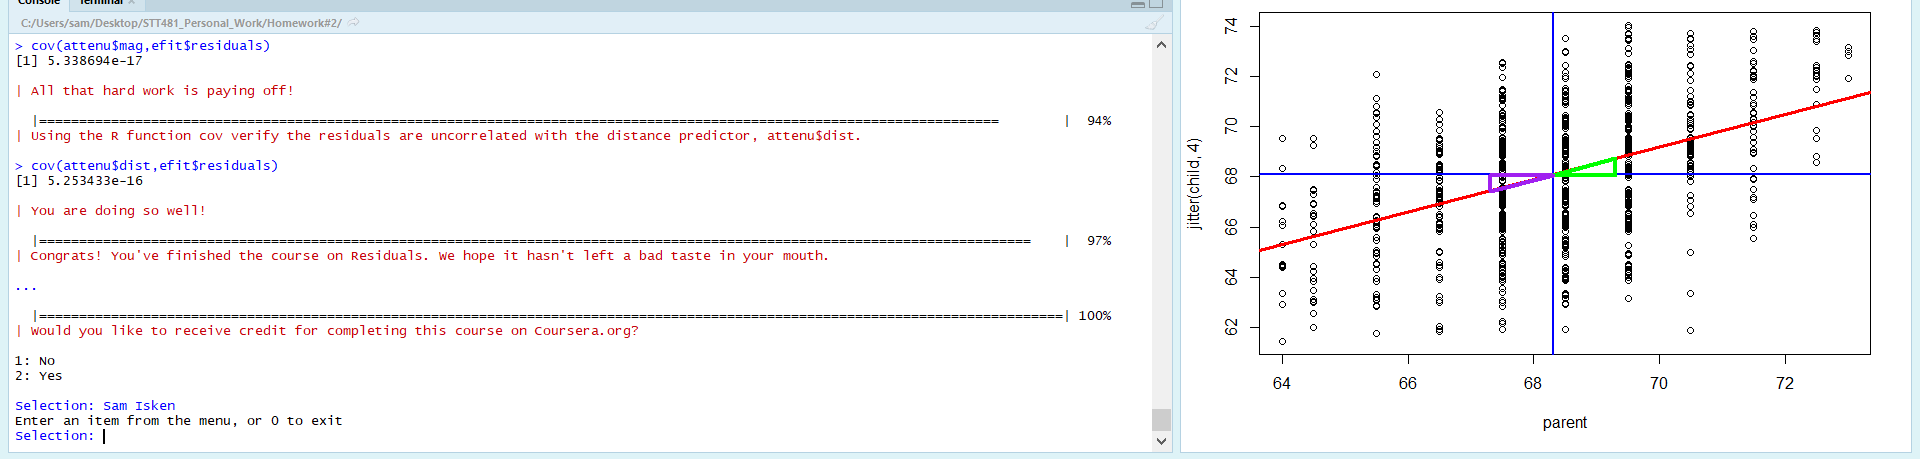 Console Terminal ×
C:/Users/sam/Desktop/STT481_Personal_Work/Homework#2/
> cov(attenu$mag,efit$residuals)
[1] 5.338694e-17
| All that hard work is paying off!
|==========================================================================================================================        |  94%
| Using the R function cov verify the residuals are uncorrelated with the distance predictor, attenu$dist.
> cov(attenu$dist,efit$residuals)
[1] 5.253433e-16
| You are doing so well!
|==============================================================================================================================    |  97%
| Congrats! You've finished the course on Residuals. We hope it hasn't left a bad taste in your mouth.
...
|==================================================================================================================================| 100%
| Would you like to receive credit for completing this course on Coursera.org?
1: No
2: Yes
Selection: Sam Isken
Enter an item from the menu, or 0 to exit
Selection:
jitter(child, 4)
74
72
70
68
66
64
62
64 66 68 70 72
parent